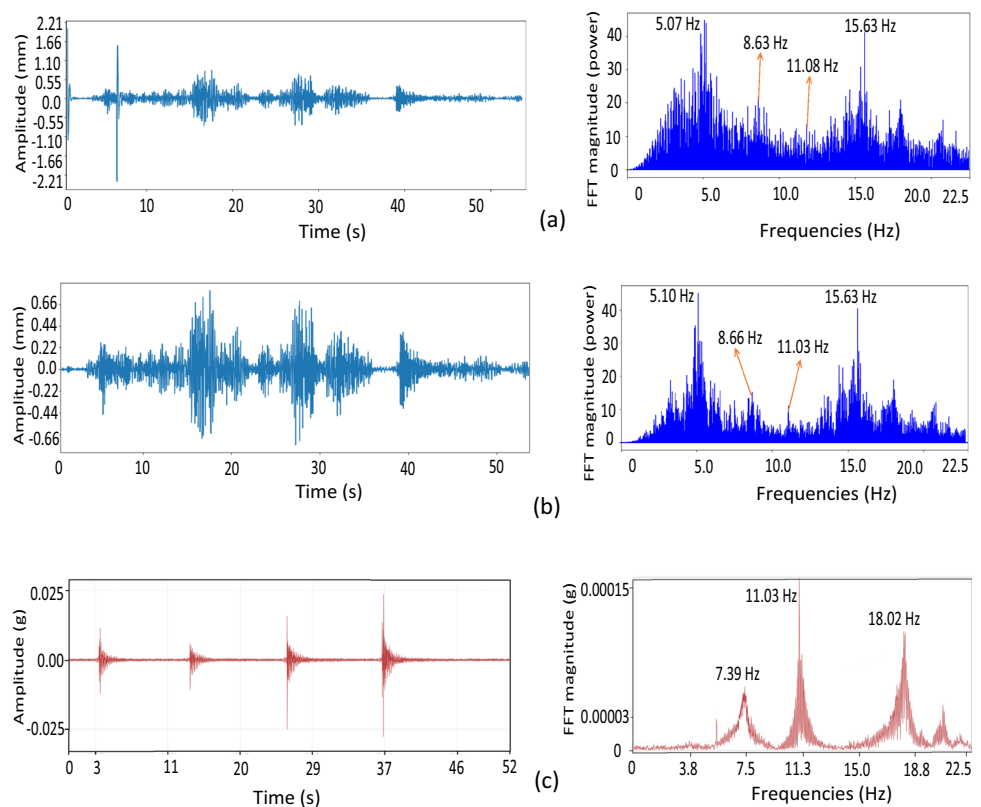 Amplitude (mm)
2.21
1.66
1.10
0.55
0.0
-0.55
-1.10
-1.66
-2.21
0 10 20 30 40 50
Time (s)
FFT magnitude (power)
40
30
20
10
0
5.07 Hz
8.63 Hz
11.08 Hz
15.63 Hz
0 5.0 10.0 15.0 20.0 22.5
Frequencies (Hz)
(a)
Amplitude (mm)
0.66
0.44
0.22
0.0
-0.22
-0.44
-0.66
0 10 20 30 40 50
Time (s)
FFT magnitude (power)
40
30
20
10
0
5.10 Hz
8.66 Hz
11.03 Hz
15.63 Hz
0 5.0 10.0 15.0 20.0 22.5
Frequencies (Hz)
(b)
Amplitude (g)
0.025
0.00
-0.025
0 3 11 20 29 37 46 52
Time (s)
FFT magnitude (g)
0.00015
0.00003
0
7.39 Hz
11.03 Hz
18.02 Hz
0 3.8 7.5 11.3 15.0 18.8 22.5
Frequencies (Hz)
(c)